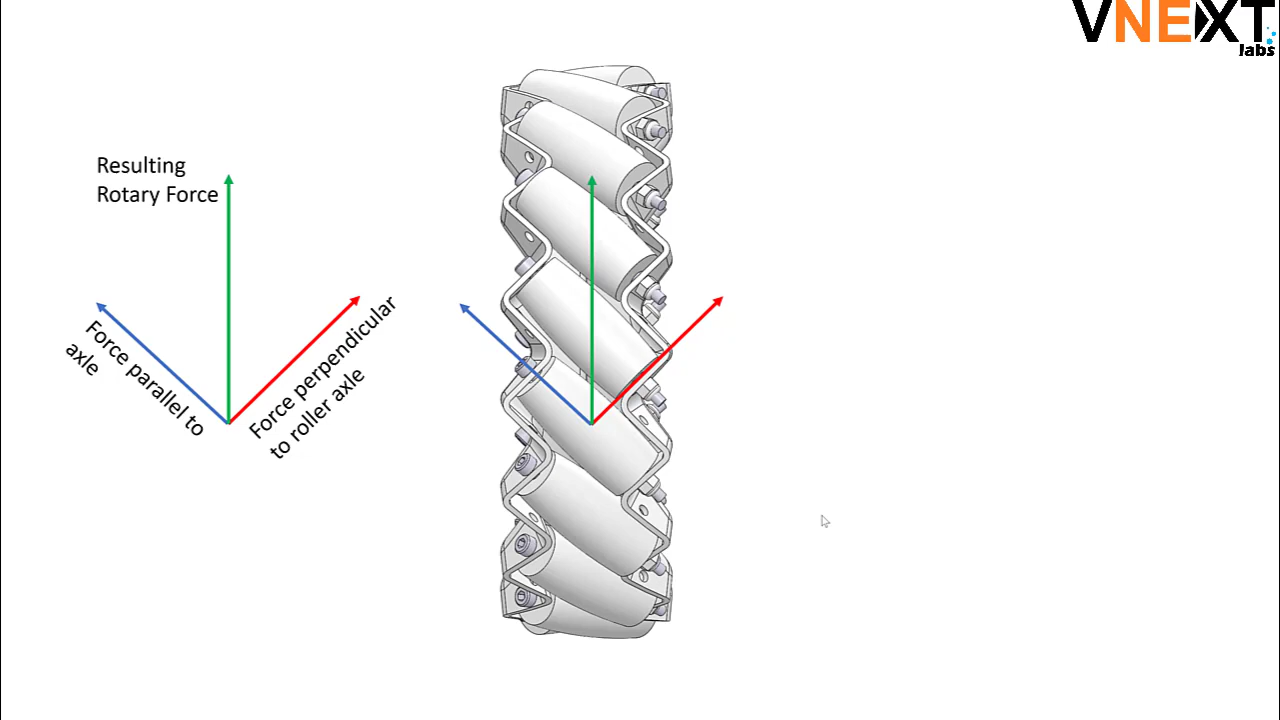 VNEXT
labs
Resulting
Rotary Force
Force parallel to
axle
Force perpendicular
to roller axle